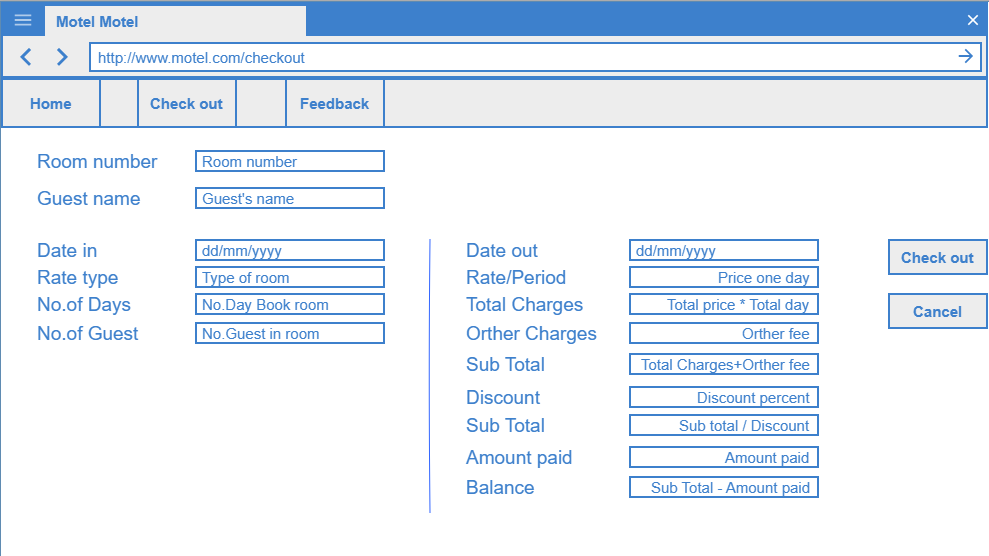 Motel Motel
http://www.motel.com/checkout
Home Check out Feedback
Room number Room number
Guest name Guest's name
Date in dd/mm/yyyy
Rate type Type of room
No.of Days No.Day Book room
No.of Guest No.Guest in room
Date out dd/mm/yyyy
Rate/Period Price one day
Total Charges Total price * Total day
Orther Charges Orther fee
Sub Total Total Charges+Orther fee
Discount Discount percent
Sub Total Sub total / Discount
Amount paid Amount paid
Balance Sub Total - Amount paid
Check out
Cancel